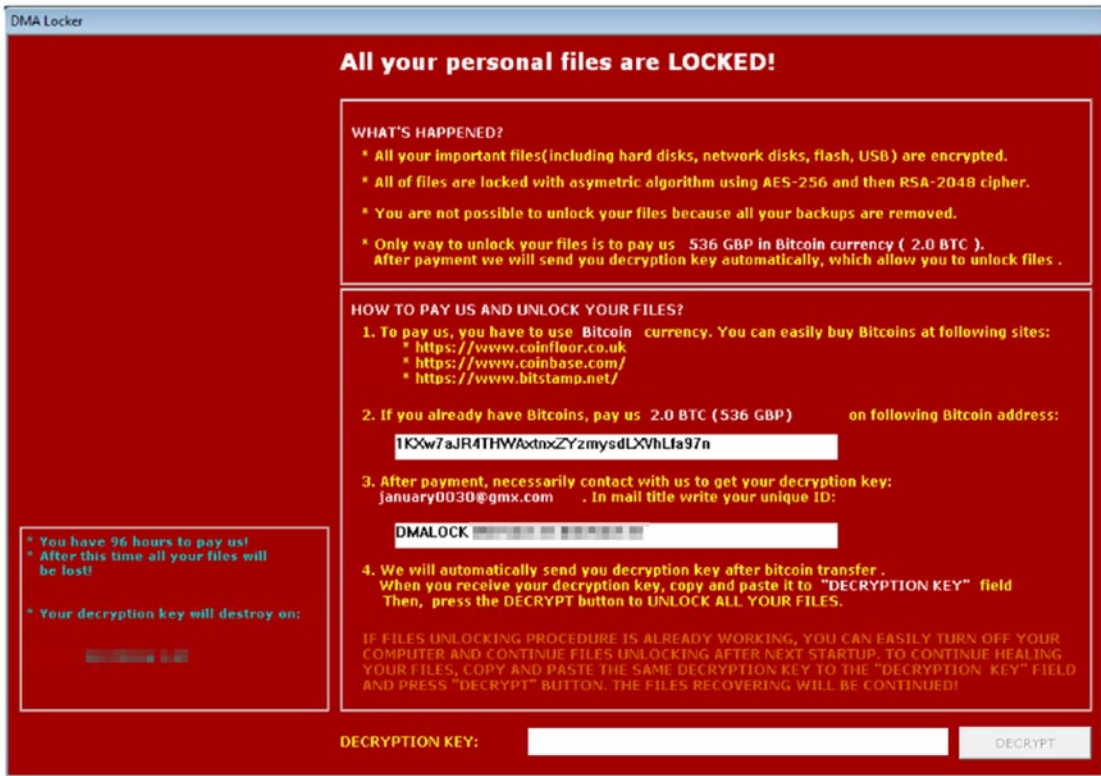 DMA Locker
All your personal files are LOCKED!
WHAT'S HAPPENED?
* All your important files(including hard disks, network disks, flash, USB) are encrypted.
* All of files are locked with asymetric algorithm using AES-256 and then RSA-2048 cipher.
* You are not possible to unlock your files because all your backups are removed.
* Only way to unlock your files is to pay us 536 GBP in Bitcoin currency ( 2.0 BTC ).
After payment we will send you decryption key automatically, which allow you to unlock files .
HOW TO PAY US AND UNLOCK YOUR FILES?
1. To pay us, you have to use Bitcoin currency. You can easily buy Bitcoins at following sites:
* https://www.coinfloor.co.uk
* https://www.coinbase.com/
* https://www.bitstamp.net/
2. If you already have Bitcoins, pay us 2.0 BTC (536 GBP) on following Bitcoin address:
1KXw7aJR4THWAxtnxZYzmysdLXVhLfa97n
3. After payment, necessarily contact with us to get your decryption key:
january0030@gmx.com . In mail title write your unique ID:
DMALOCK
4. We will automatically send you decryption key after bitcoin transfer .
When you receive your decryption key, copy and paste it to "DECRYPTION KEY" field
Then, press the DECRYPT button to UNLOCK ALL YOUR FILES.
IF FILES UNLOCKING PROCEDURE IS ALREADY WORKING, YOU CAN EASILY TURN OFF YOUR
COMPUTER AND CONTINUE FILES UNLOCKING AFTER NEXT STARTUP. TO CONTINUE HEALING
YOUR FILES, COPY AND PASTE THE SAME DECRYPTION KEY TO THE "DECRYPTION KEY" FIELD
AND PRESS "DECRYPT" BUTTON. THE FILES RECOVERING WILL BE CONTINUED!
* You have 96 hours to pay us!
* After this time all your files will
be lost!
* Your decryption key will destroy on:
DECRYPTION KEY:
DECRYPT